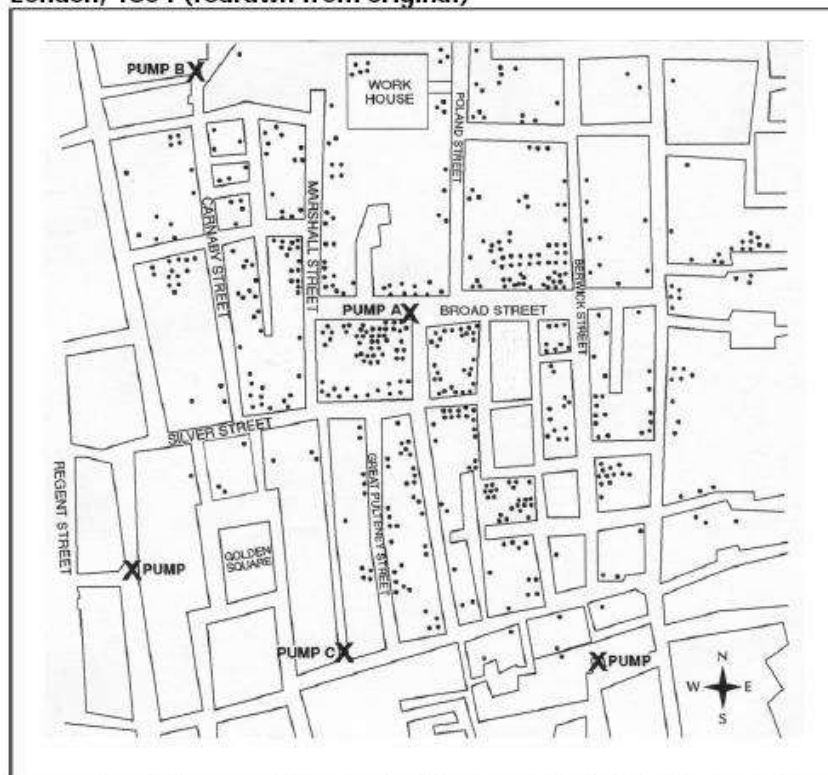 London, 1854 (redrawn from original)
PUMP B
WORK
HOUSE
POLAND STREET
MARSHALL STREET
CARNABY STREET
PUMP A
BROAD STREET
BERWICK STREET
SILVER STREET
REGENT STREET
GREAT PULTENEY STREET
GOLDEN
SQUARE
PUMP
PUMP C
PUMP
N
W E
S